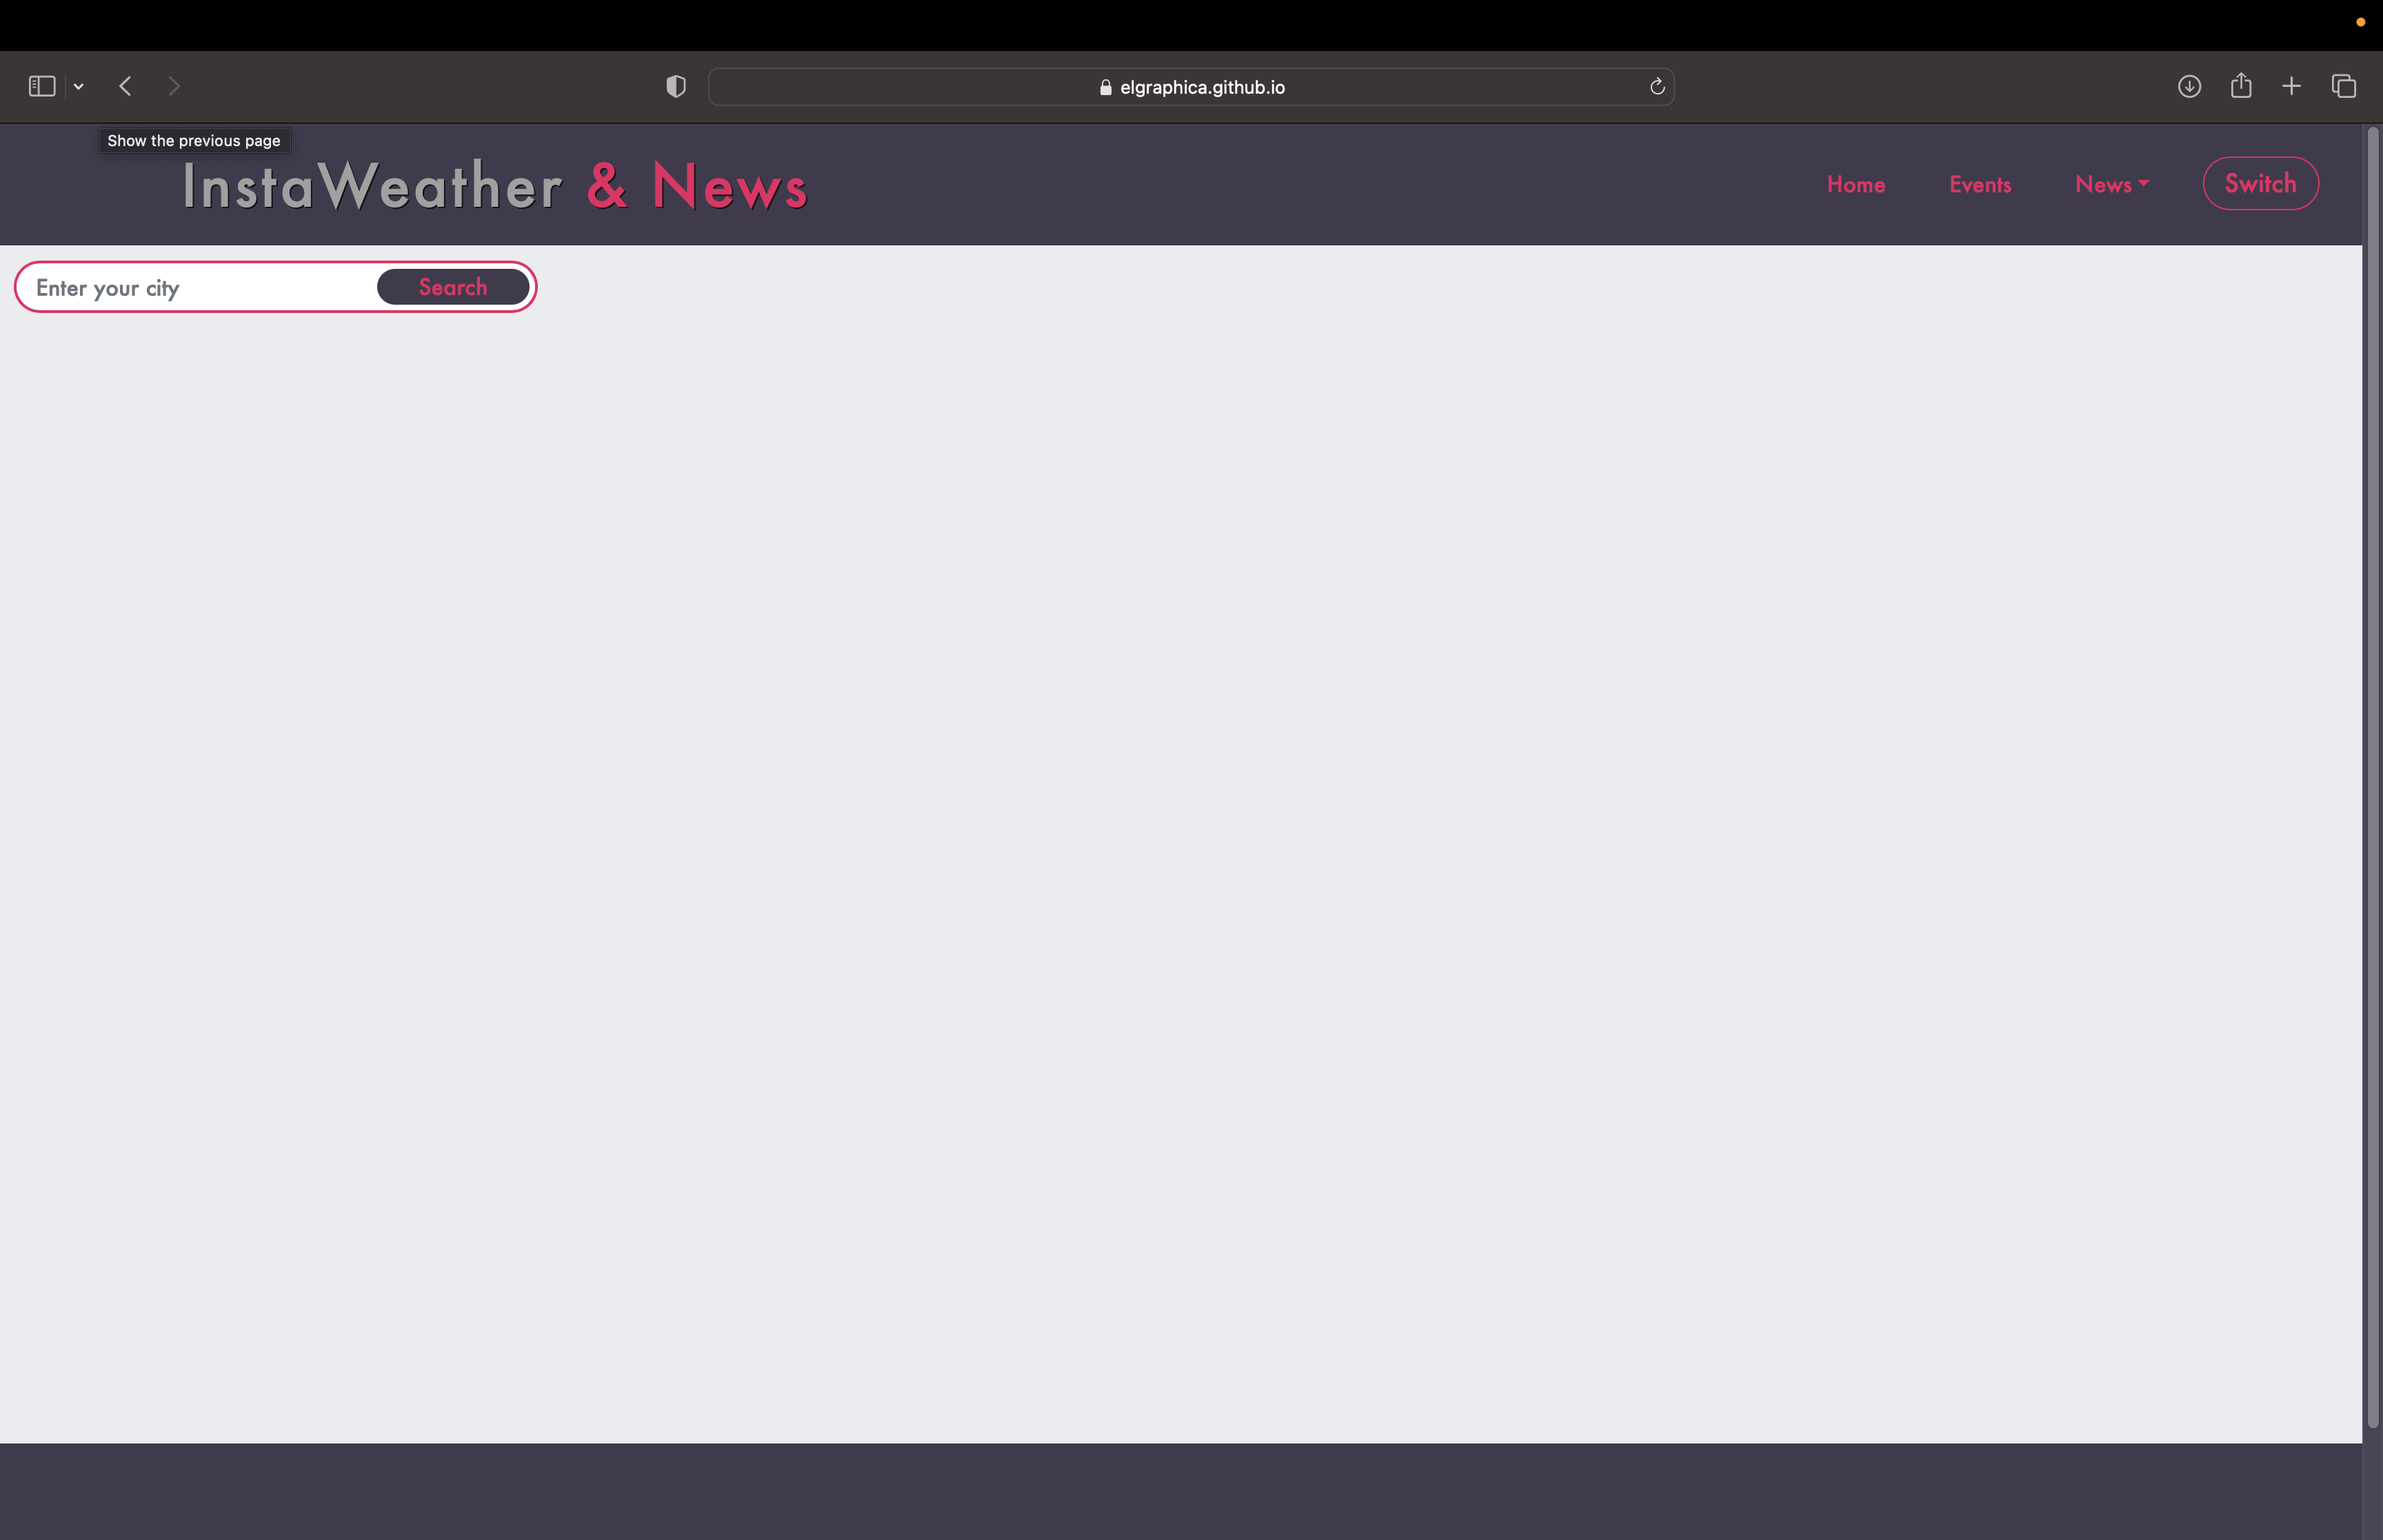 elgraphica.github.io
Show the previous page
InstaWeather & News
Home
Events
News
Switch
Enter your city
Search